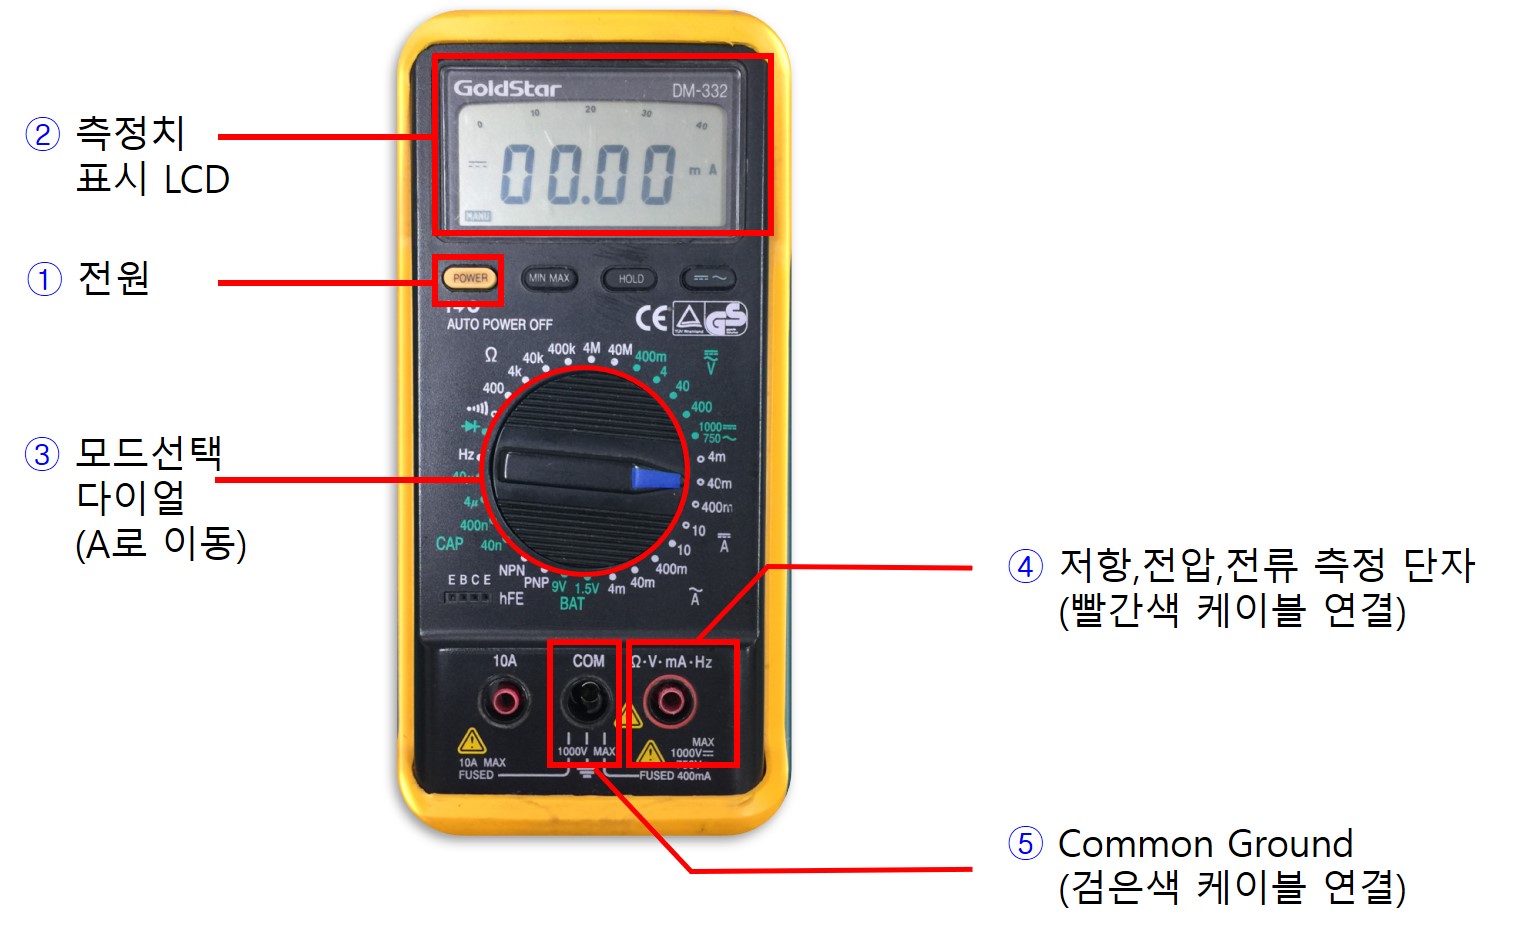 ② 측정치
표시 LCD
① 전원
③ 모드선택
다이얼
(A로 이동)
GoldStar DM-332
0 10 20 30 40
00.00 m A
MANU
POWER MIN MAX HOLD
AUTO POWER OFF
CE GS
Ω 400 4k 40k 400k 4M 40M
400m 4 40 400 1000 750 V
4m 40m 400m 10 A
10 400m 40m 4m A
1.5V 9V BAT
PNP NPN hFE
E B C E
40n 400n 4µ CAP
Hz
10A COM Ω·V·mA·Hz
10A MAX
FUSED
1000V MAX
MAX
1000V
FUSED 400mA
④ 저항,전압,전류 측정 단자
(빨간색 케이블 연결)
⑤ Common Ground
(검은색 케이블 연결)